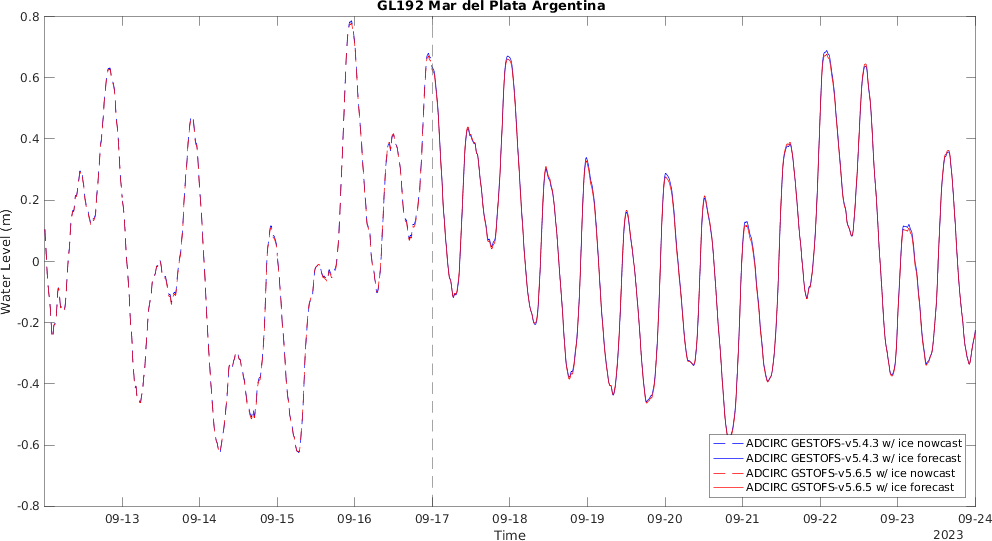 GL192 Mar del Plata Argentina
0.8
0.6
0.4
0.2
0
-0.2
-0.4
-0.6
-0.8
Water Level (m)
ADCIRC GESTOFS-v5.4.3 w/ ice nowcast
ADCIRC GESTOFS-v5.4.3 w/ ice forecast
ADCIRC GSTOFS-v5.6.5 w/ ice nowcast
ADCIRC GSTOFS-v5.6.5 w/ ice forecast
09-13 09-14 09-15 09-16 09-17 09-18 09-19 09-20 09-21 09-22 09-23 09-24
Time
2023